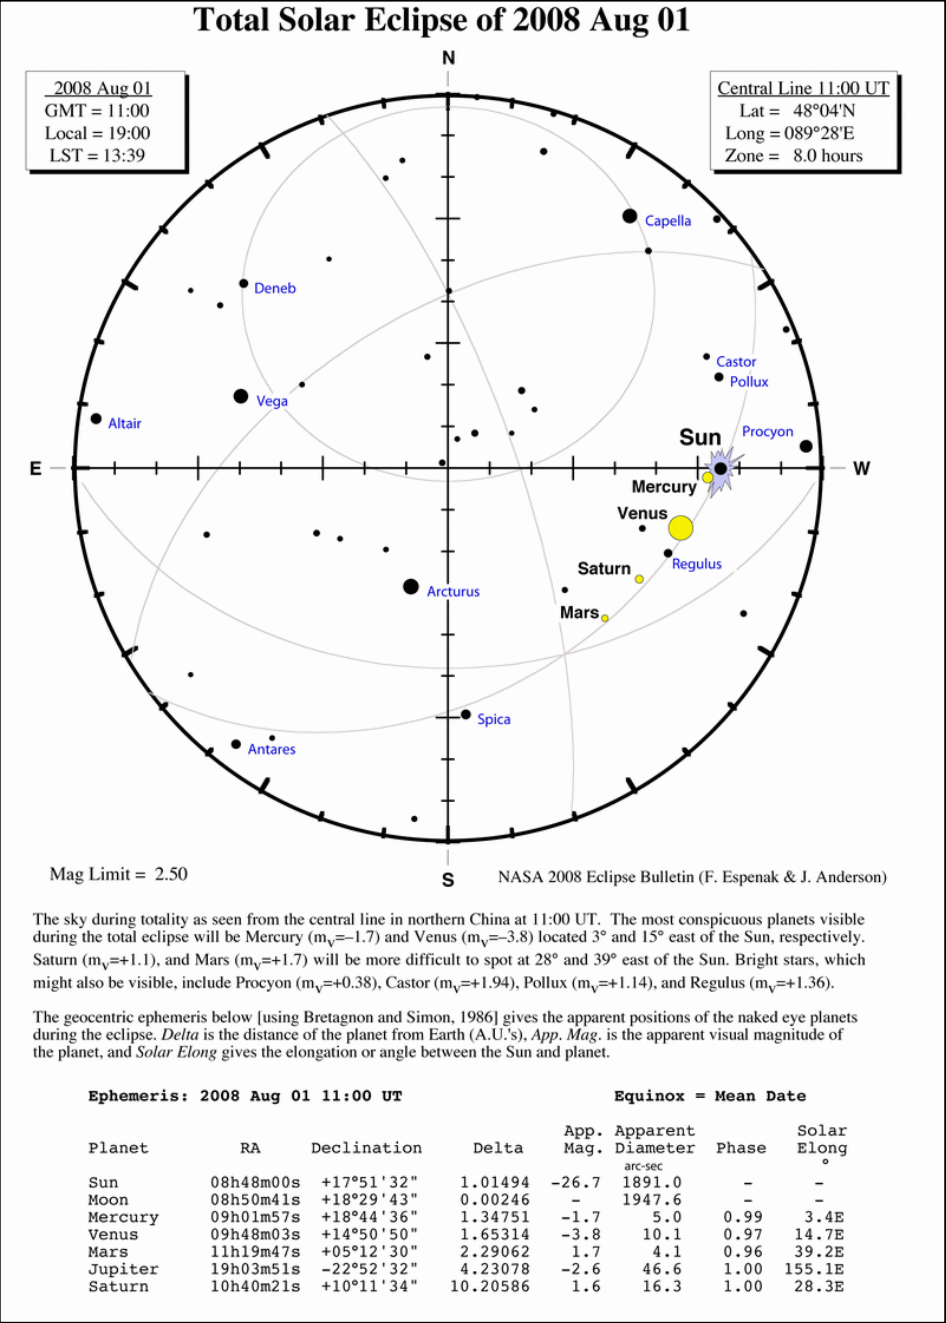 Total Solar Eclipse of 2008 Aug 01
N
2008 Aug 01
GMT = 11:00
Local = 19:00
LST = 13:39
Central Line 11:00 UT
Lat = 48°04'N
Long = 089°28'E
Zone = 8.0 hours
Capella
Deneb
Castor
Pollux
Vega
Altair
Sun
Procyon
E
W
Mercury
Venus
Regulus
Saturn
Arcturus
Mars
Spica
Antares
S
Mag Limit = 2.50
NASA 2008 Eclipse Bulletin (F. Espenak & J. Anderson)
The sky during totality as seen from the central line in northern China at 11:00 UT. The most conspicuous planets visible
during the total eclipse will be Mercury (mv=–1.7) and Venus (mv=–3.8) located 3° and 15° east of the Sun, respectively.
Saturn (mv=+1.1), and Mars (mv=+1.7) will be more difficult to spot at 28° and 39° east of the Sun. Bright stars, which
might also be visible, include Procyon (mv=+0.38), Castor (mv=+1.94), Pollux (mv=+1.14), and Regulus (mv=+1.36).
The geocentric ephemeris below [using Bretagnon and Simon, 1986] gives the apparent positions of the naked eye planets
during the eclipse. Delta is the distance of the planet from Earth (A.U.'s), App. Mag. is the apparent visual magnitude of
the planet, and Solar Elong gives the elongation or angle between the Sun and planet.
Ephemeris: 2008 Aug 01 11:00 UT Equinox = Mean Date
App. Apparent Solar
Planet RA Declination Delta Mag. Diameter Phase Elong
arc-sec °
Sun 08h48m00s +17°51'32" 1.01494 -26.7 1891.0 - -
Moon 08h50m41s +18°29'43" 0.00246 - 1947.6 - -
Mercury 09h01m57s +18°44'36" 1.34751 -1.7 5.0 0.99 3.4E
Venus 09h48m03s +14°50'50" 1.65314 -3.8 10.1 0.97 14.7E
Mars 11h19m47s +05°12'30" 2.29062 1.7 4.1 0.96 39.2E
Jupiter 19h03m51s -22°52'32" 4.23078 -2.6 46.6 1.00 155.1E
Saturn 10h40m21s +10°11'34" 10.20586 1.6 16.3 1.00 28.3E